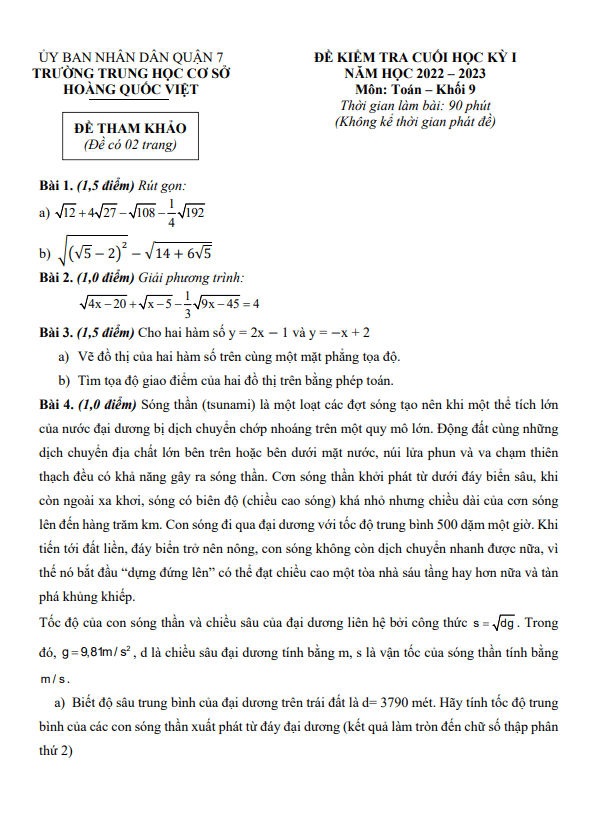 ỦY BAN NHÂN DÂN QUẬN 7
TRƯỜNG TRUNG HỌC CƠ SỞ
HOÀNG QUỐC VIỆT
ĐỀ THAM KHẢO
(Đề có 02 trang)
ĐỀ KIỂM TRA CUỐI HỌC KỲ I
NĂM HỌC 2022 – 2023
Môn: Toán – Khối 9
Thời gian làm bài: 90 phút
(Không kể thời gian phát đề)
Bài 1. (1,5 điểm) Rút gọn:
a) √12 + 4√27 − √108 − 1/4 √192
b) √((√5 − 2)²) − √(14 + 6√5)
Bài 2. (1,0 điểm) Giải phương trình:
√(4x − 20) + √(x − 5) − 1/3 √(9x − 45) = 4
Bài 3. (1,5 điểm) Cho hai hàm số y = 2x − 1 và y = −x + 2
a) Vẽ đồ thị của hai hàm số trên cùng một mặt phẳng tọa độ.
b) Tìm tọa độ giao điểm của hai đồ thị trên bằng phép toán.
Bài 4. (1,0 điểm) Sóng thần (tsunami) là một loạt các đợt sóng tạo nên khi một thể tích lớn
của nước đại dương bị dịch chuyển chớp nhoáng trên một quy mô lớn. Động đất cùng những
dịch chuyển địa chất lớn bên trên hoặc bên dưới mặt nước, núi lửa phun và va chạm thiên
thạch đều có khả năng gây ra sóng thần. Cơn sóng thần khởi phát từ dưới đáy biển sâu, khi
còn ngoài xa khơi, sóng có biên độ (chiều cao sóng) khá nhỏ nhưng chiều dài của cơn sóng
lên đến hàng trăm km. Con sóng đi qua đại dương với tốc độ trung bình 500 dặm một giờ. Khi
tiến tới đất liền, đáy biển trở nên nông, con sóng không còn dịch chuyển nhanh được nữa, vì
thế nó bắt đầu “dựng đứng lên” có thể đạt chiều cao một tòa nhà sáu tầng hay hơn nữa và tàn
phá khủng khiếp.
Tốc độ của con sóng thần và chiều sâu của đại dương liên hệ bởi công thức s = √dg . Trong
đó, g = 9,81m / s² , d là chiều sâu đại dương tính bằng m, s là vận tốc của sóng thần tính bằng
m / s .
a) Biết độ sâu trung bình của đại dương trên trái đất là d= 3790 mét. Hãy tính tốc độ trung
bình của các con sóng thần xuất phát từ đáy đại dương (kết quả làm tròn đến chữ số thập phân
thứ 2)